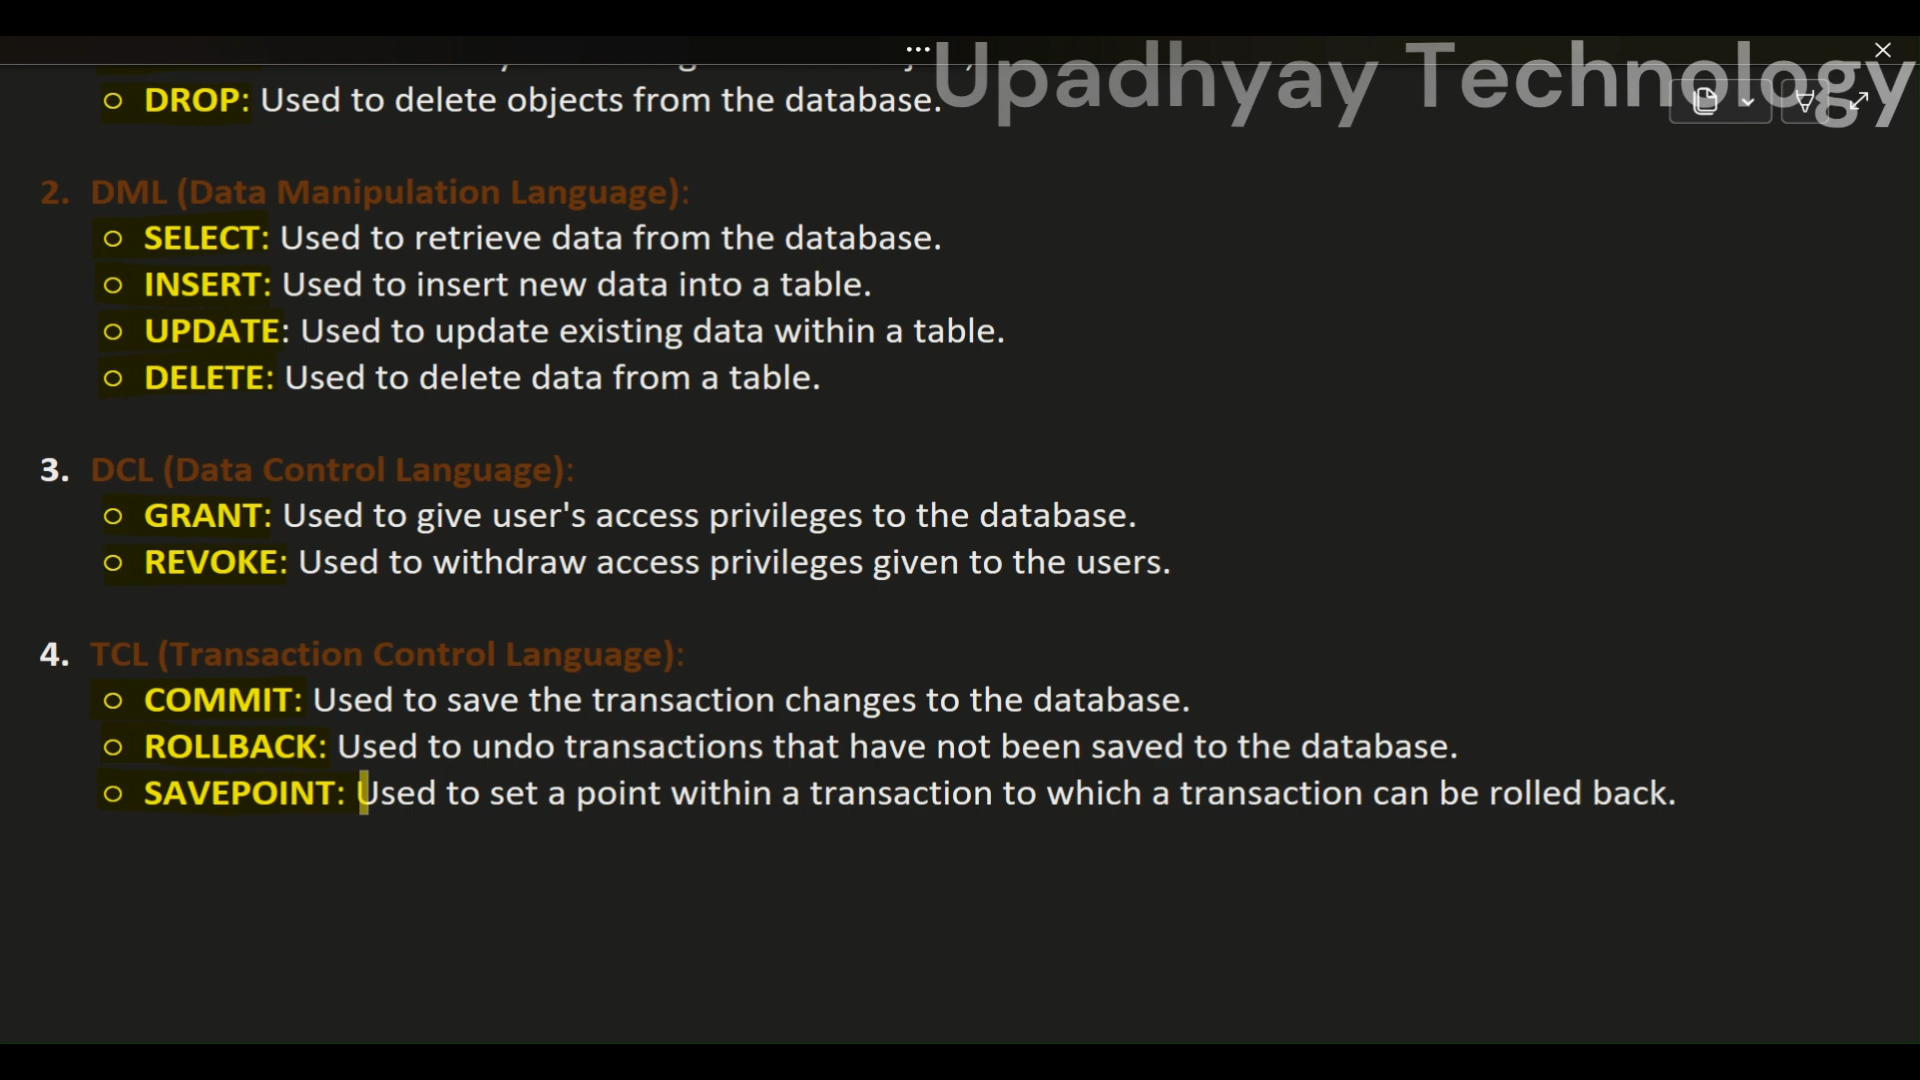 Upadhyay Technology
○ DROP: Used to delete objects from the database.
2. DML (Data Manipulation Language):
○ SELECT: Used to retrieve data from the database.
○ INSERT: Used to insert new data into a table.
○ UPDATE: Used to update existing data within a table.
○ DELETE: Used to delete data from a table.
3. DCL (Data Control Language):
○ GRANT: Used to give user's access privileges to the database.
○ REVOKE: Used to withdraw access privileges given to the users.
4. TCL (Transaction Control Language):
○ COMMIT: Used to save the transaction changes to the database.
○ ROLLBACK: Used to undo transactions that have not been saved to the database.
○ SAVEPOINT: Used to set a point within a transaction to which a transaction can be rolled back.